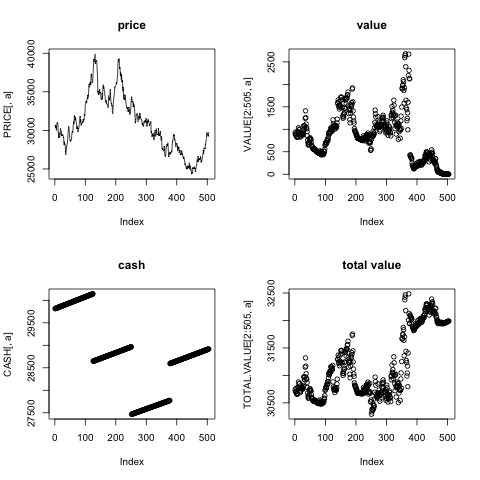 price
PRICE[, a]
25000 30000 35000 40000
0 100 200 300 400 500
Index
value
VALUE[2:505, a]
0 500 1500 2500
0 100 200 300 400 500
Index
cash
CASH[, a]
27500 28500 29500
0 100 200 300 400 500
Index
total value
TOTAL.VALUE[2:505, a]
30500 31500 32500
0 100 200 300 400 500
Index